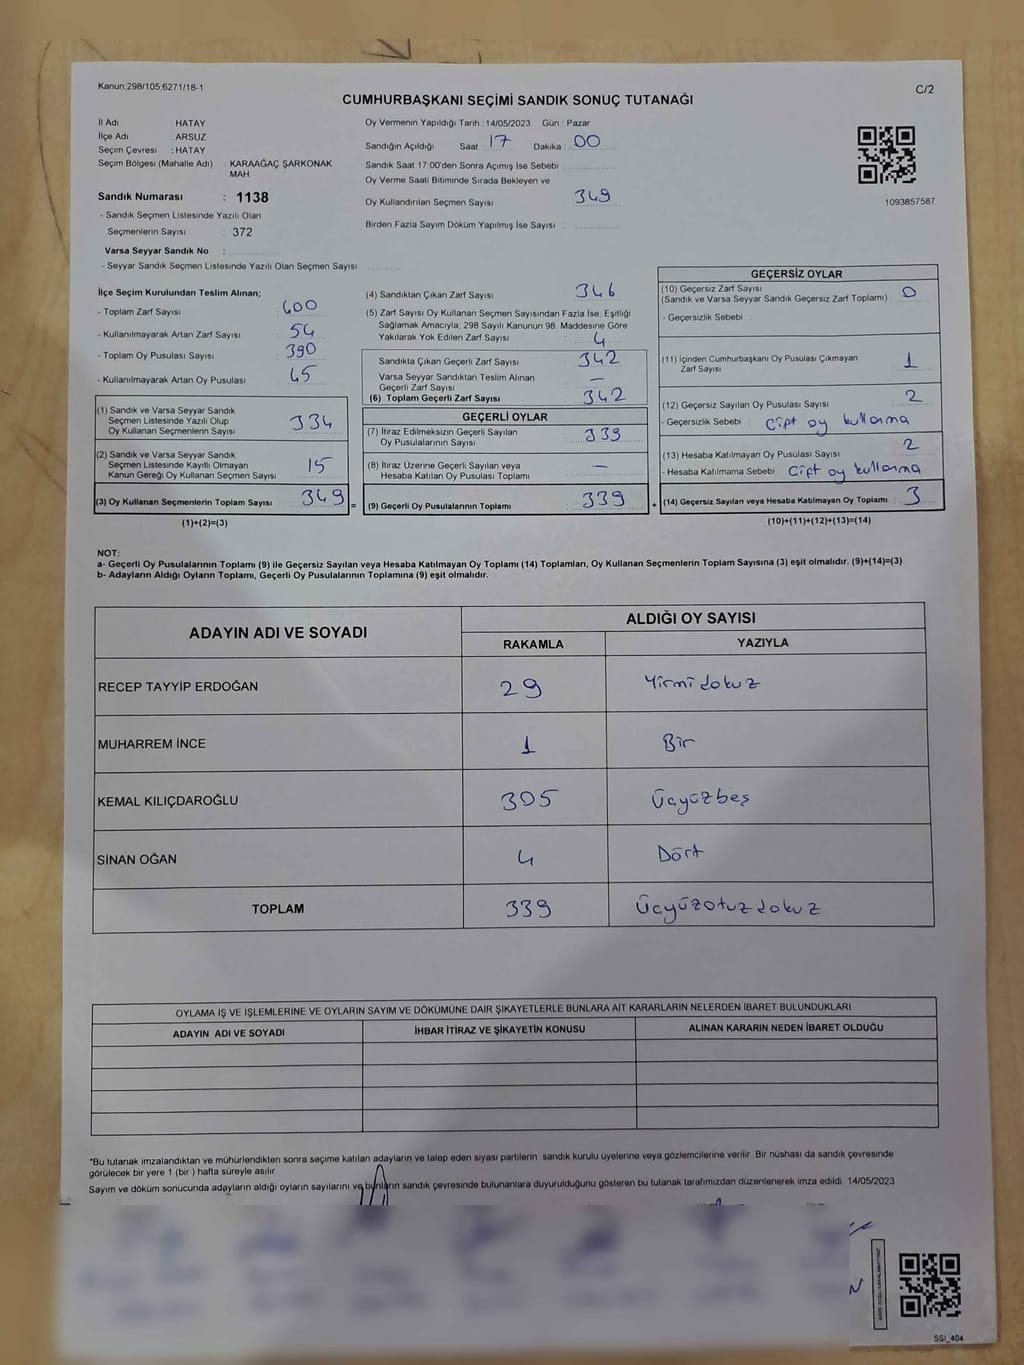 Kanun;298/105;6271/18-1
C/2
CUMHURBAŞKANI SEÇİMİ SANDIK SONUÇ TUTANAĞI
İl Adı HATAY
İlçe Adı ARSUZ
Seçim Çevresi : HATAY
Seçim Bölgesi (Mahalle Adı) : KARAAĞAÇ ŞARKONAK
MAH.
Sandık Numarası : 1138
- Sandık Seçmen Listesinde Yazılı Olan
Seçmenlerin Sayısı : 372
Varsa Seyyar Sandık No :
- Seyyar Sandık Seçmen Listesinde Yazılı Olan Seçmen Sayısı
Oy Vermenin Yapıldığı Tarih : 14/05/2023 Gün : Pazar
Sandığın Açıldığı Saat 17 Dakika 00
Sandık Saat 17:00'den Sonra Açımış İse Sebebi
Oy Verme Saati Bitiminde Sırada Bekleyen ve
Oy Kullandırılan Seçmen Sayısı 349
Birden Fazla Sayım Döküm Yapılmış İse Sayısı
1093857587
İlçe Seçim Kurulundan Teslim Alınan;
- Toplam Zarf Sayısı : 400
- Kullanılmayarak Artan Zarf Sayısı : 54
- Toplam Oy Pusulası Sayısı : 390
- Kullanılmayarak Artan Oy Pusulası : 45
(1) Sandık ve Varsa Seyyar Sandık
Seçmen Listesinde Yazılı Olup
Oy Kullanan Seçmenlerin Sayısı 334
(2) Sandık ve Varsa Seyyar Sandık
Seçmen Listesinde Kayıtlı Olmayan
Kanun Gereği Oy Kullanan Seçmen Sayısı 15
(3) Oy Kullanan Seçmenlerin Toplam Sayısı 349 =
(1)+(2)=(3)
(4) Sandıktan Çıkan Zarf Sayısı 346
(5) Zarf Sayısı Oy Kullanan Seçmen Sayısından Fazla İse, Eşitliği
Sağlamak Amacıyla, 298 Sayılı Kanunun 98. Maddesine Göre
Yakılarak Yok Edilen Zarf Sayısı 4
Sandıkta Çıkan Geçerli Zarf Sayısı 342
Varsa Seyyar Sandıktan Teslim Alınan
Geçerli Zarf Sayısı —
(6) Toplam Geçerli Zarf Sayısı 342
GEÇERLİ OYLAR
(7) İtiraz Edilmeksizin Geçerli Sayılan
Oy Pusulalarının Sayısı 339
(8) İtiraz Üzerine Geçerli Sayılan veya
Hesaba Katılan Oy Pusulası Toplamı —
(9) Geçerli Oy Pusulalarının Toplamı 339 +
GEÇERSİZ OYLAR
(10) Geçersiz Zarf Sayısı
(Sandık ve Varsa Seyyar Sandık Geçersiz Zarf Toplamı) : 0
- Geçersizlik Sebebi :
(11) İçinden Cumhurbaşkanı Oy Pusulası Çıkmayan
Zarf Sayısı 1
(12) Geçersiz Sayılan Oy Pusulası Sayısı 2
- Geçersizlik Sebebi : Çift oy kullanma
(13) Hesaba Katılmayan Oy Pusulası Sayısı 2
- Hesaba Katılmama Sebebi Çift oy kullanma
(14) Geçersiz Sayılan veya Hesaba Katılmayan Oy Toplamı 3
(10)+(11)+(12)+(13)=(14)
NOT:
a- Geçerli Oy Pusulalarının Toplamı (9) ile Geçersiz Sayılan veya Hesaba Katılmayan Oy Toplamı (14) Toplamları, Oy Kullanan Seçmenlerin Toplam Sayısına (3) eşit olmalıdır. (9)+(14)=(3)
b- Adayların Aldığı Oyların Toplamı, Geçerli Oy Pusulalarının Toplamına (9) eşit olmalıdır.
ADAYIN ADI VE SOYADI
ALDIĞI OY SAYISI
RAKAMLA YAZIYLA
RECEP TAYYİP ERDOĞAN 29 Yirmidokuz
MUHARREM İNCE 1 Bir
KEMAL KILIÇDAROĞLU 305 Üçyüzbeş
SİNAN OĞAN 4 Dört
TOPLAM 339 Üçyüzotuzdokuz
OYLAMA İŞ VE İŞLEMLERİNE VE OYLARIN SAYIM VE DÖKÜMÜNE DAİR ŞİKAYETLERLE BUNLARA AİT KARARLARIN NELERDEN İBARET BULUNDUKLARI
ADAYIN ADI VE SOYADI İHBAR İTİRAZ VE ŞİKAYETİN KONUSU ALINAN KARARIN NEDEN İBARET OLDUĞU
*Bu tutanak imzalandıktan ve mühürlendikten sonra seçime katılan adayların ve talep eden siyasi partilerin sandık kurulu üyelerine veya gözlemcilerine verilir. Bir nüshası da sandık çevresinde
görülecek bir yere 1 (bir ) hafta süreyle asılır.
Sayım ve döküm sonucunda adayların aldığı oyların sayılarını ve bunların sandık çevresinde bulunanlara duyurulduğunu gösteren bu tutanak tarafımızdan düzenlenerek imza edildi. 14/05/2023
SSI_404